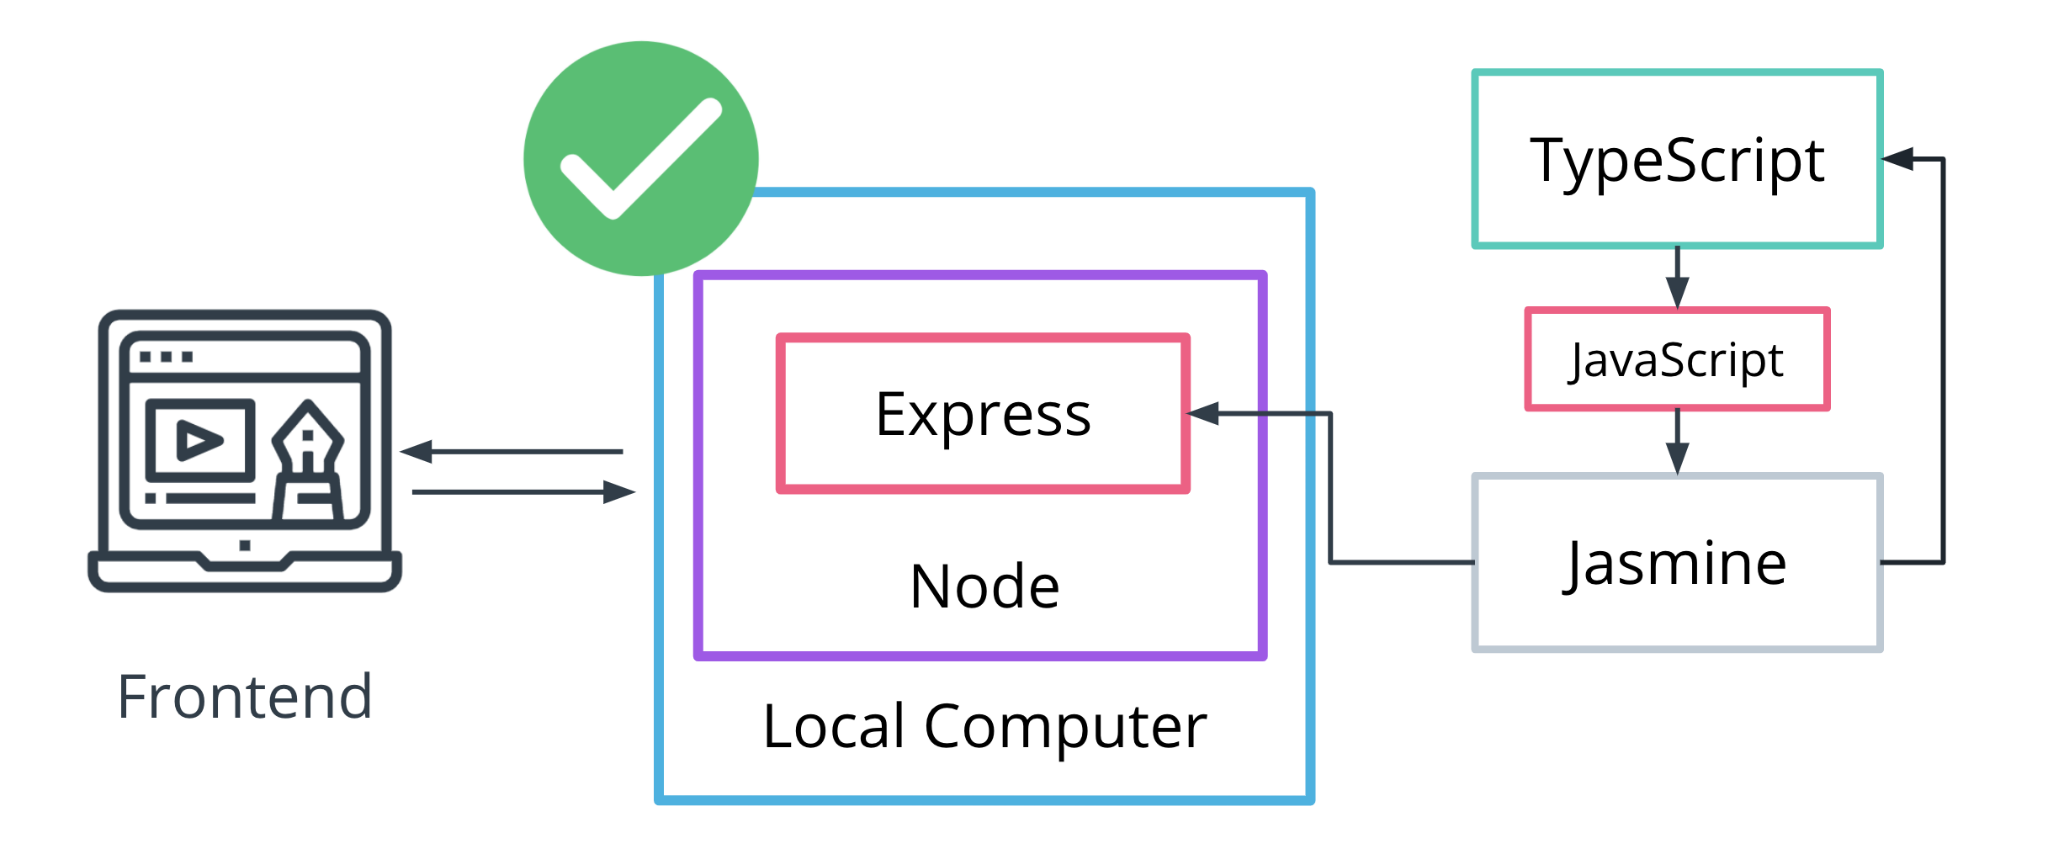 TypeScript
JavaScript
Express
Jasmine
Node
Frontend
Local Computer